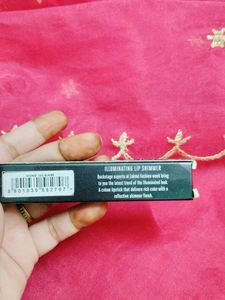 ILLUMINATING LIP SHIMMER
Backstage experts at Lakmé Fashion Week bring
to you the latest trend of the illuminated look.
A crème lipstick that delivers rich color with a
reflective shimmer finish.